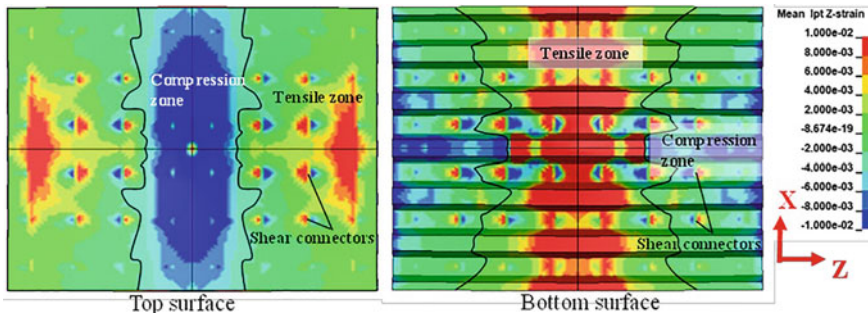 Compression
zone
Tensile zone
Shear connectors
Top surface
Tensile zone
Compression
zone
Shear connectors
Bottom surface
Mean Ipt Z-strain
1.000e-02
8.000e-03
6.000e-03
4.000e-03
2.000e-03
-8.674e-19
-2.000e-03
-4.000e-03
-6.000e-03
-8.000e-03
-1.000e-02
X
Z